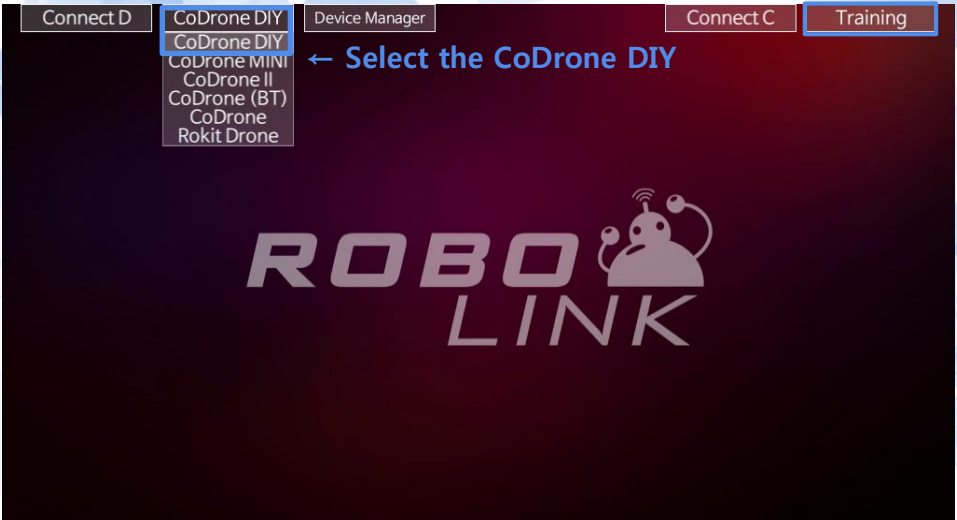 Connect D
CoDrone DIY
Device Manager
Connect C
Training
CoDrone DIY
CoDrone MINI
CoDrone II
CoDrone (BT)
CoDrone
Rokit Drone
← Select the CoDrone DIY
ROBO
LINK